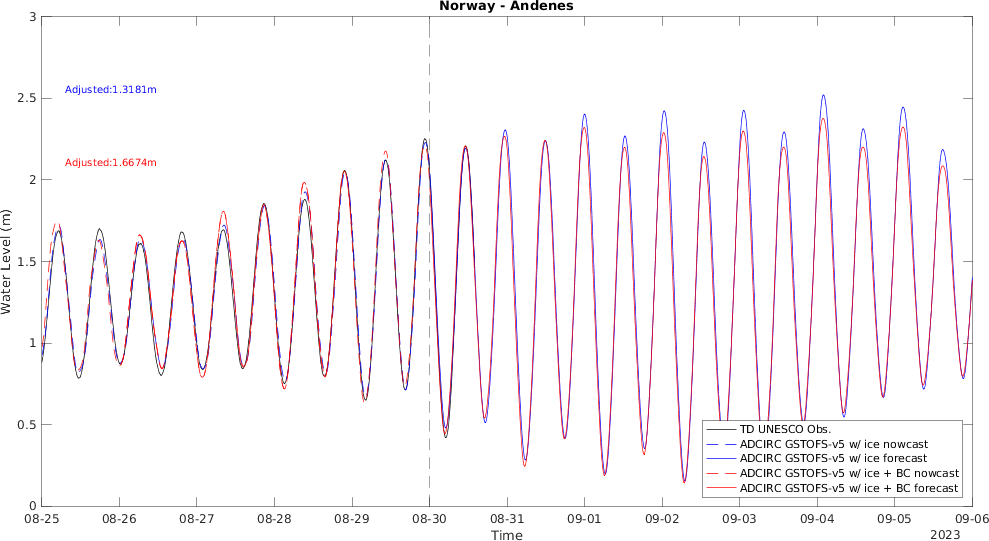 Norway - Andenes
3
2.5
2
1.5
1
0.5
0
Water Level (m)
Adjusted:1.3181m
Adjusted:1.6674m
TD UNESCO Obs.
ADCIRC GSTOFS-v5 w/ ice nowcast
ADCIRC GSTOFS-v5 w/ ice forecast
ADCIRC GSTOFS-v5 w/ ice + BC nowcast
ADCIRC GSTOFS-v5 w/ ice + BC forecast
08-25 08-26 08-27 08-28 08-29 08-30 08-31 09-01 09-02 09-03 09-04 09-05 09-06
Time
2023